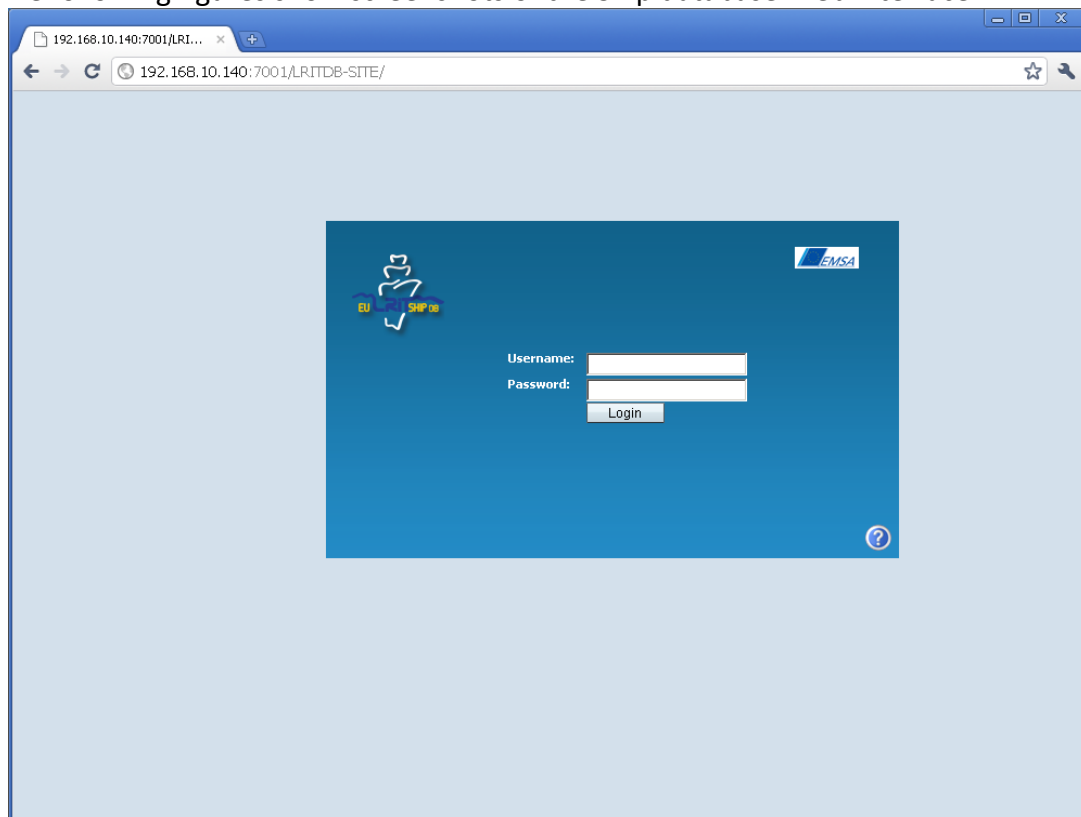 192.168.10.140:7001/LRI...
192.168.10.140:7001/LRITDB-SITE/
EMSA
EU LRIT SHIP DB
Username:
Password:
Login